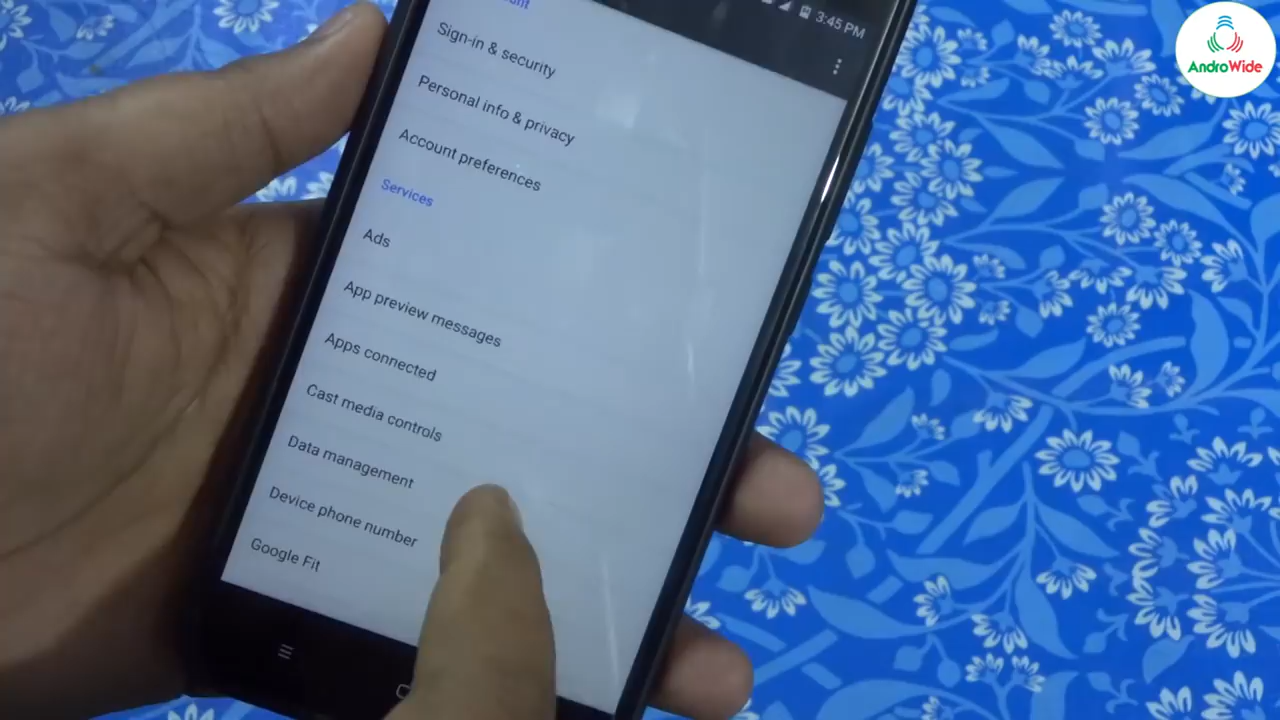 3:45 PM
AndroWide
Sign-in & security
Personal info & privacy
Account preferences
Services
Ads
App preview messages
Apps connected
Cast media controls
Data management
Device phone number
Google Fit